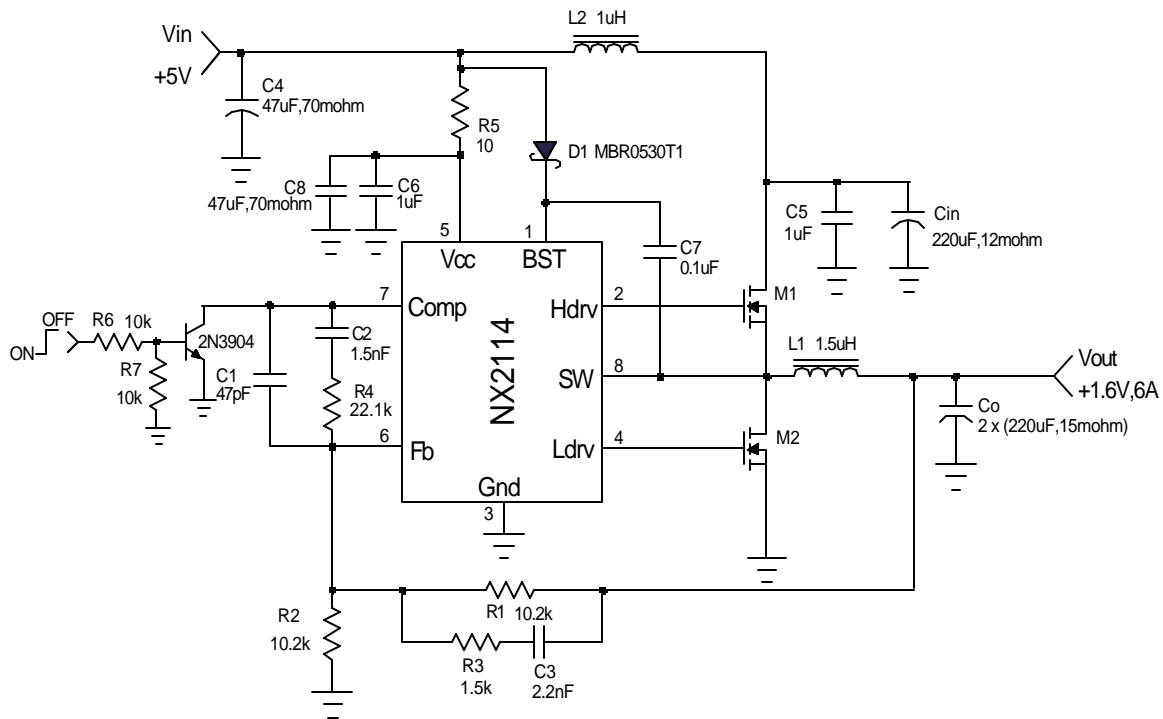 L2 1uH
Vin
+5V
C4
47uF,70mohm
R5
10
D1 MBR0530T1
C8
47uF,70mohm
C6
1uF
C7
0.1uF
C5
1uF
Cin
220uF,12mohm
5
1
Vcc
BST
7
Comp
Hdrv
2
M1
OFF
ON
R6 10k
2N3904
R7
10k
C1
47pF
C2
1.5nF
R4
22.1k
NX2114
SW
8
L1 1.5uH
Vout
+1.6V,6A
Co
2 x (220uF,15mohm)
6
Fb
Ldrv
4
M2
Gnd
3
R2
10.2k
R1 10.2k
R3
1.5k
C3
2.2nF